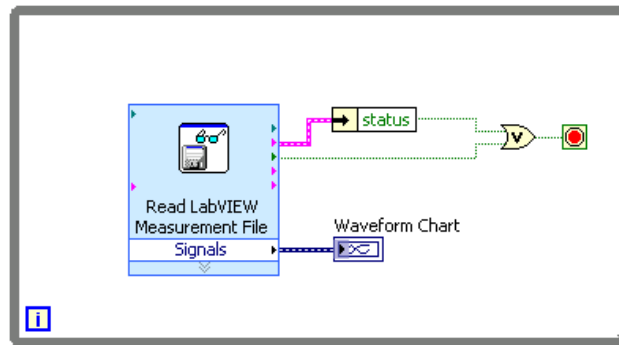 status
V
Read LabVIEW
Measurement File
Waveform Chart
Signals
i